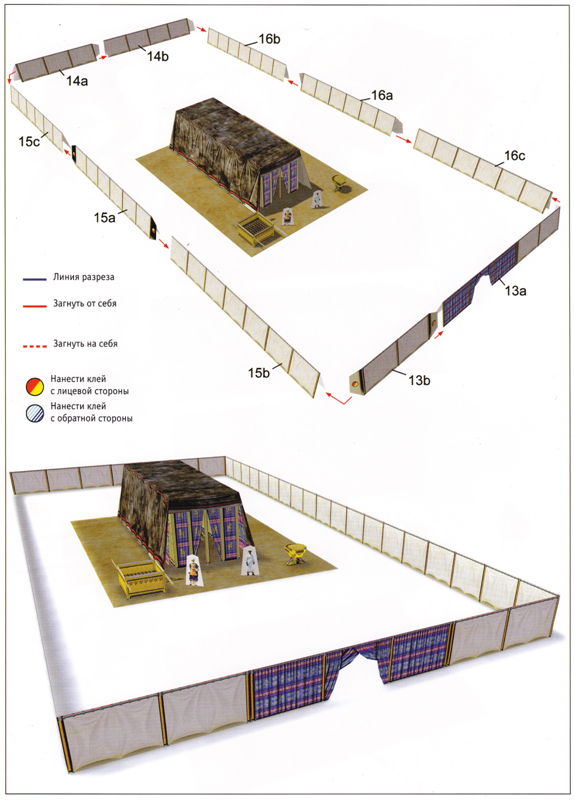 16b
14b
14a
16a
15c
16c
15a
13a
15b
13b
Линия разреза
Загнуть от себя
Загнуть на себя
Нанести клей
с лицевой стороны
Нанести клей
с обратной стороны